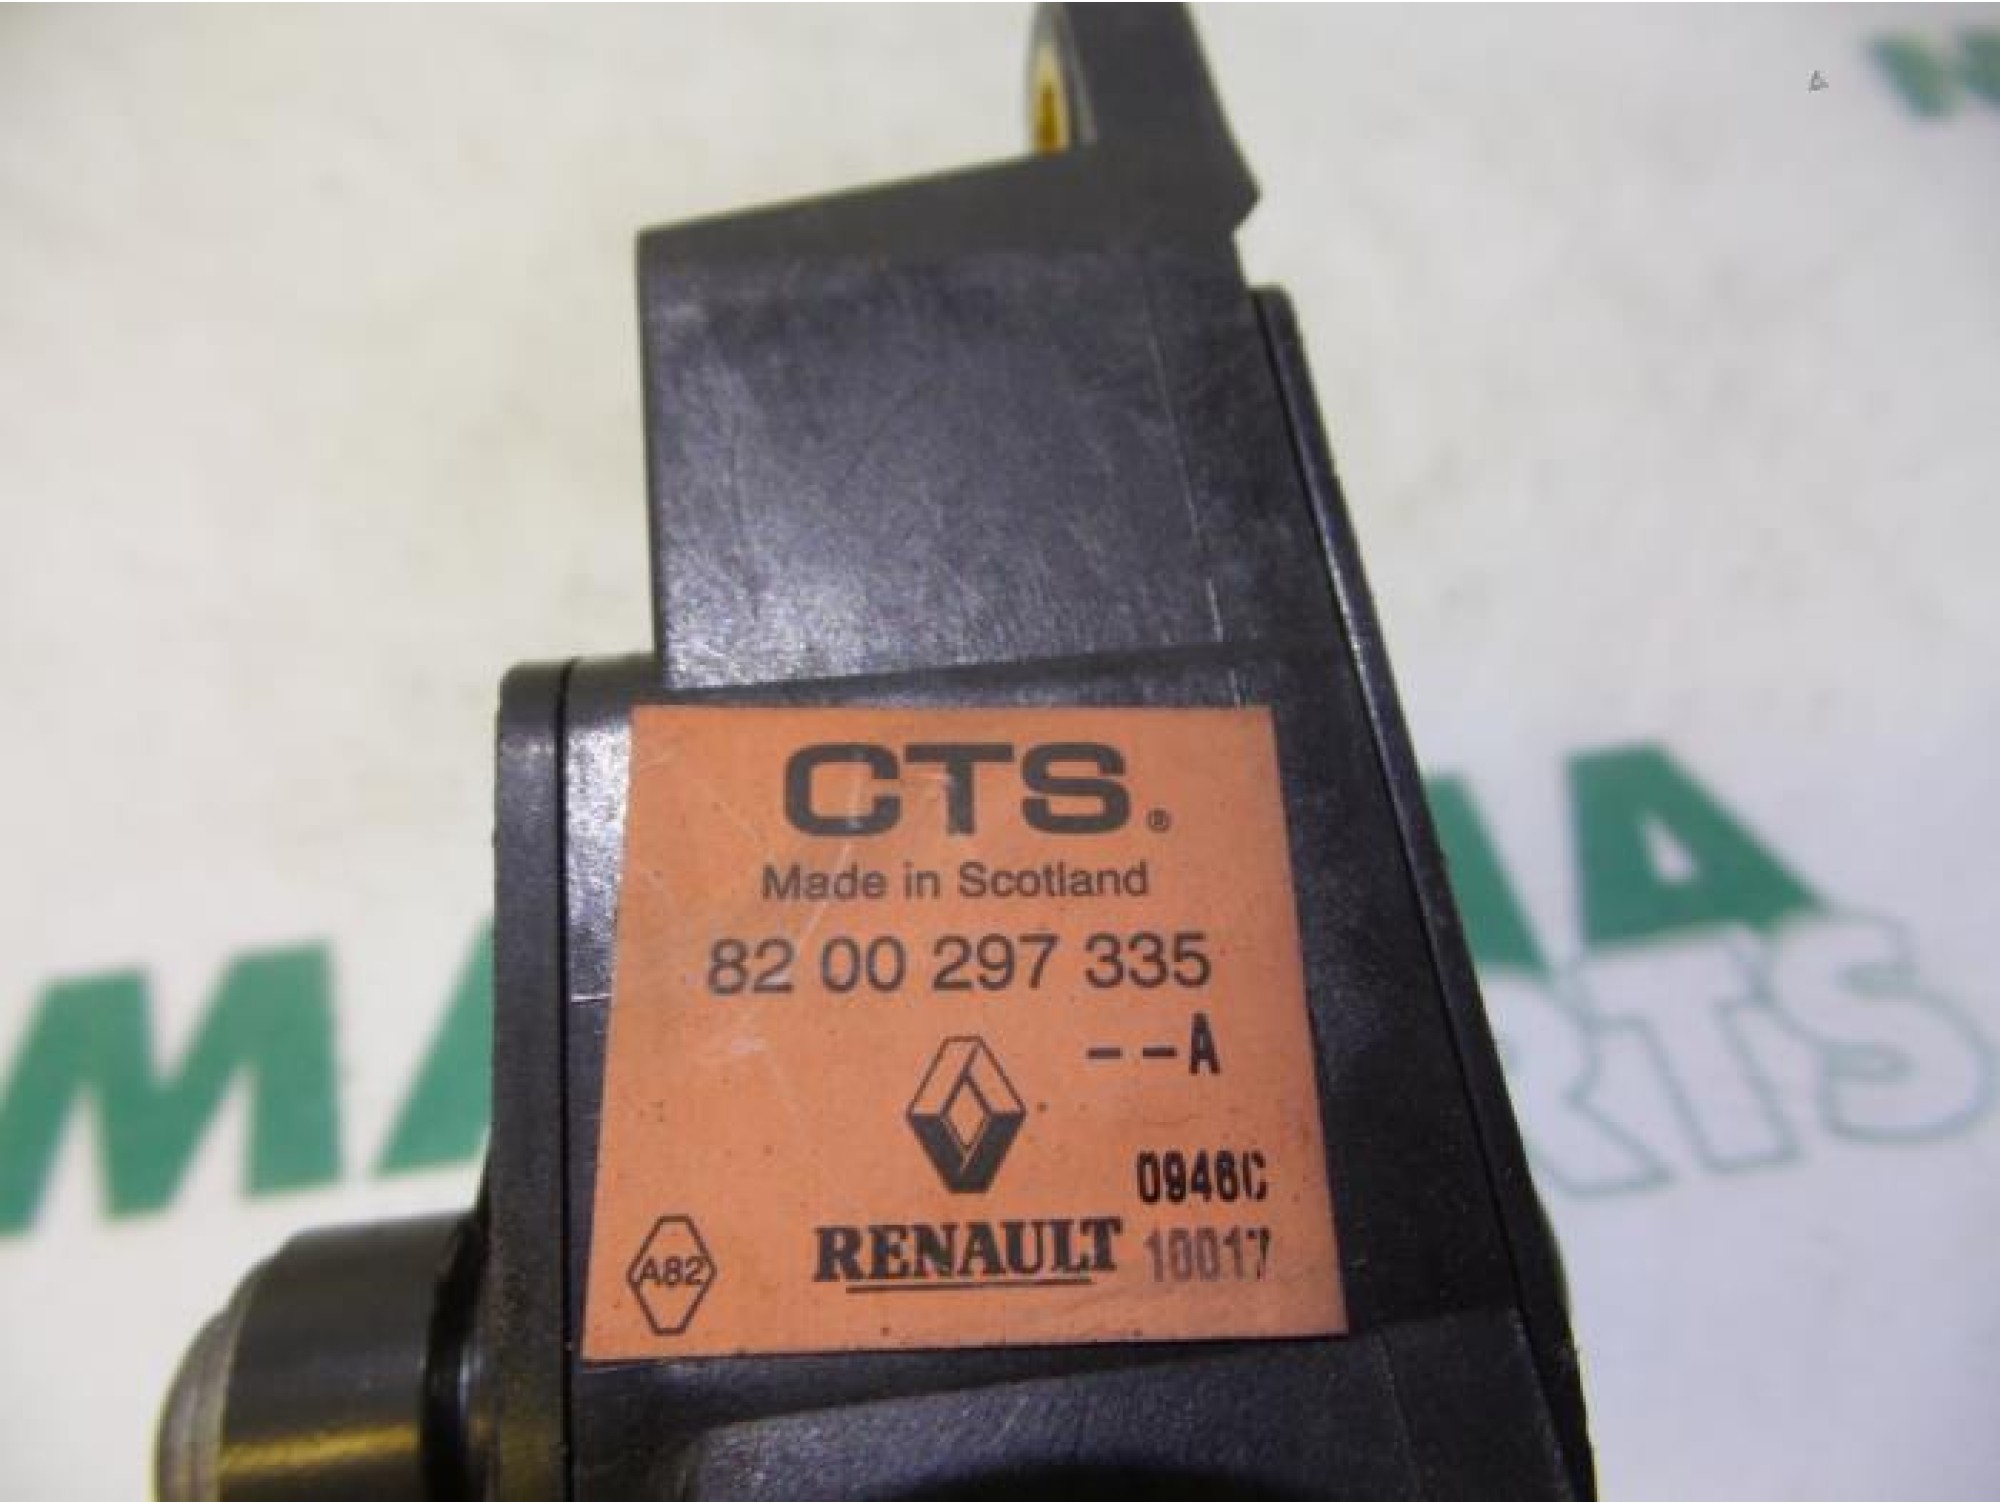 CTS®
Made in Scotland
82 00 297 335
--A
0946C
RENAULT 10017
A82